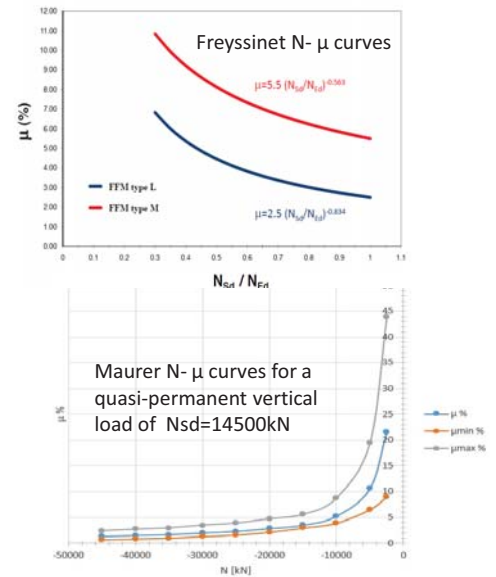 12.00
11.00
10.00
9.00
8.00
7.00
6.00
5.00
4.00
3.00
2.00
1.00
0.00
μ (%)
Freyssinet N- μ curves
μ=5.5 (NSd/NEd)-0.563
FFM type L
FFM type M
μ=2.5 (NSd/NEd)-0.834
0 0.1 0.2 0.3 0.4 0.5 0.6 0.7 0.8 0.9 1 1.1
NSd / NEd
45
40
35
30
25
20
15
10
5
0
μ %
Maurer N- μ curves for a
quasi-permanent vertical
load of Nsd=14500kN
μ %
μmin %
μmax %
-50000 -40000 -30000 -20000 -10000 0
N [kN]